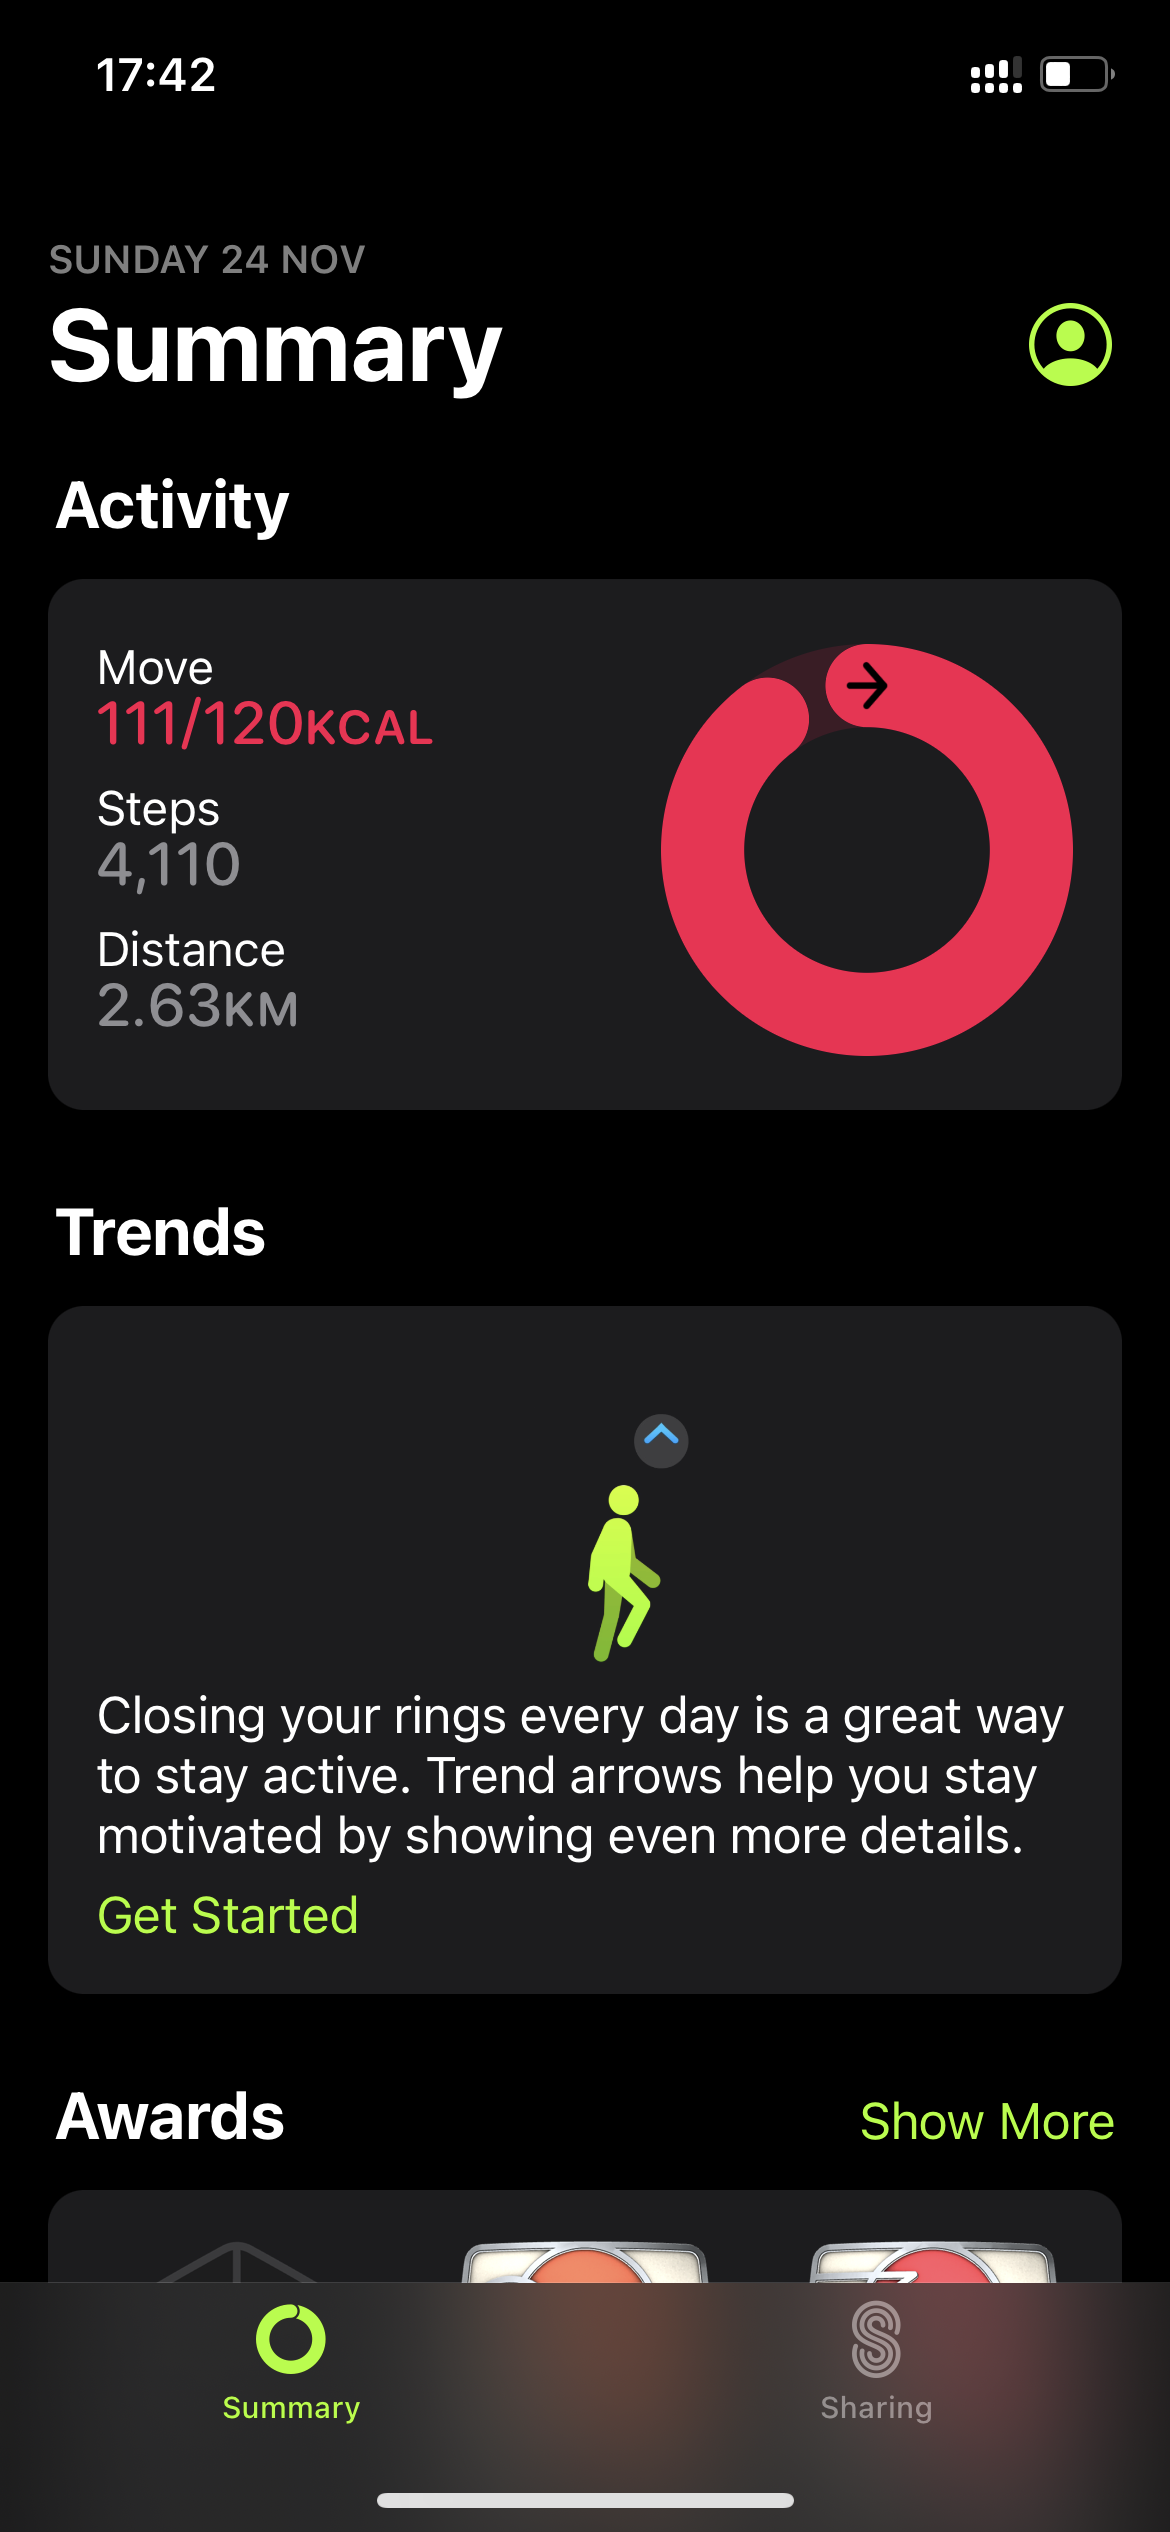 17:42
SUNDAY 24 NOV
Summary
Activity
Move
111/120KCAL
Steps
4,110
Distance
2.63KM
Trends
Closing your rings every day is a great way
to stay active. Trend arrows help you stay
motivated by showing even more details.
Get Started
Awards
Show More
Summary
Sharing